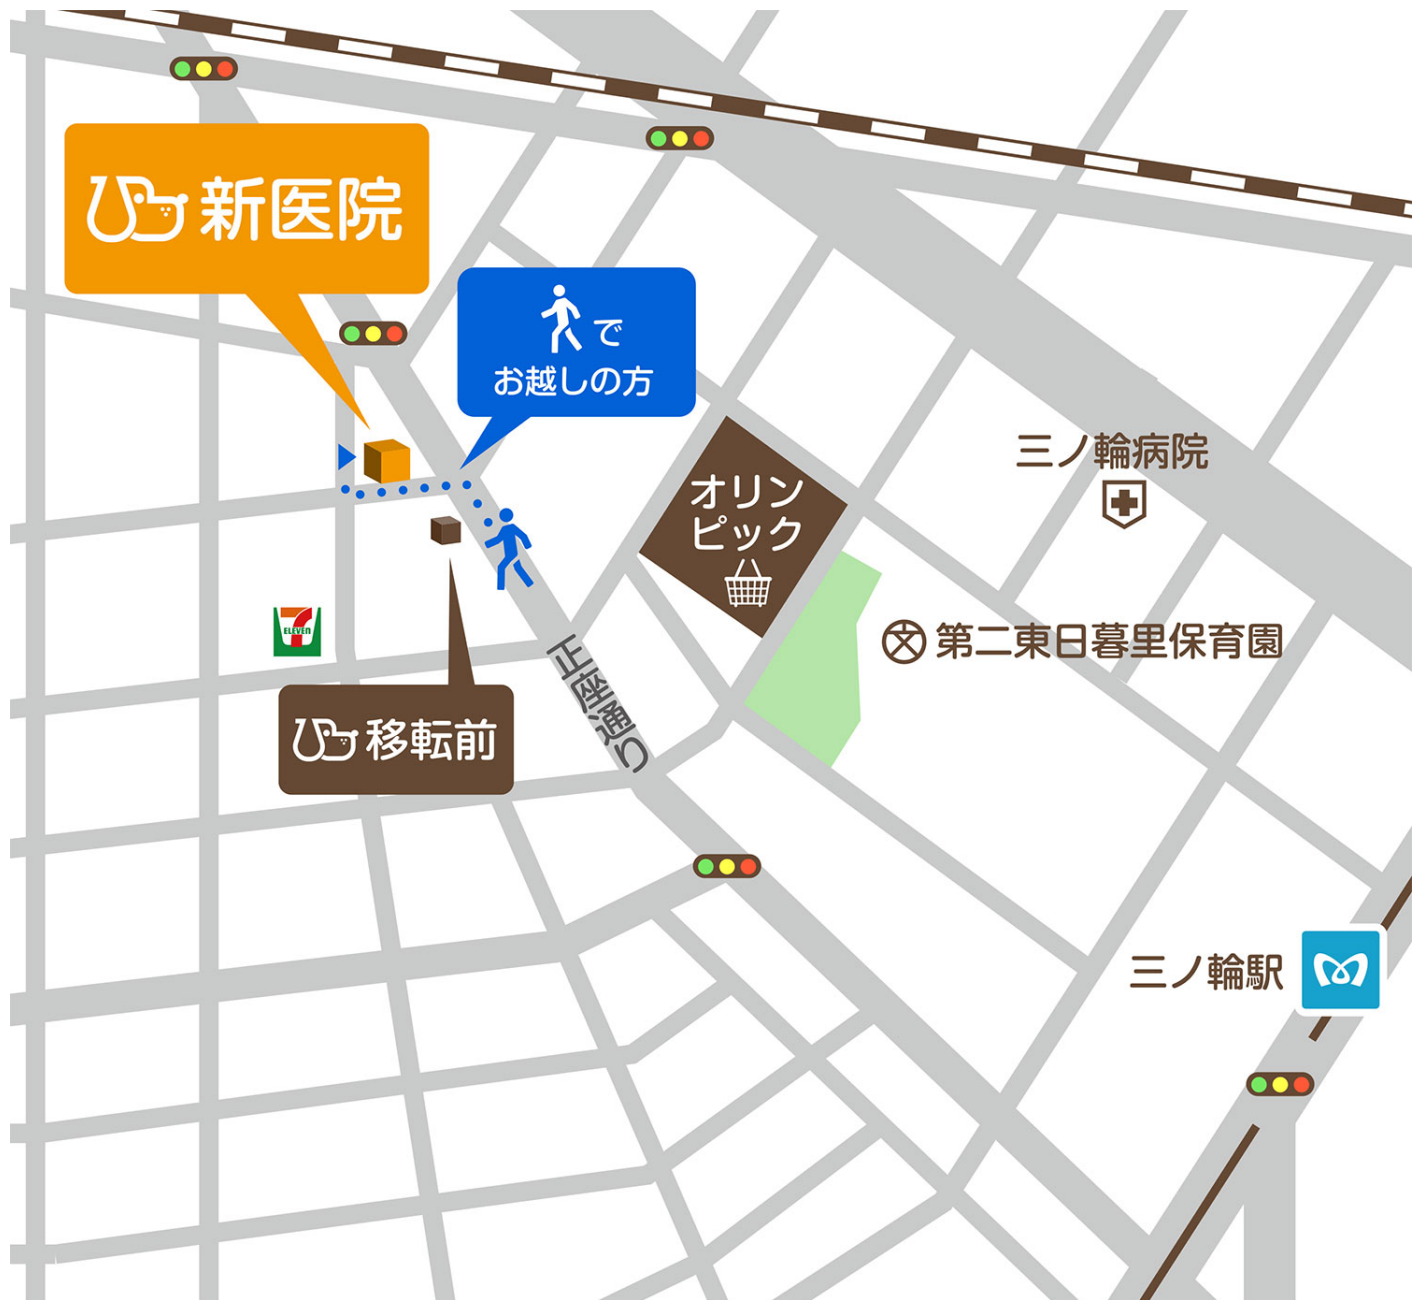 新医院
で
お越しの方
オリン
ピック
三ノ輪病院
第二東日暮里保育園
ELEVEN
正座通り
移転前
三ノ輪駅